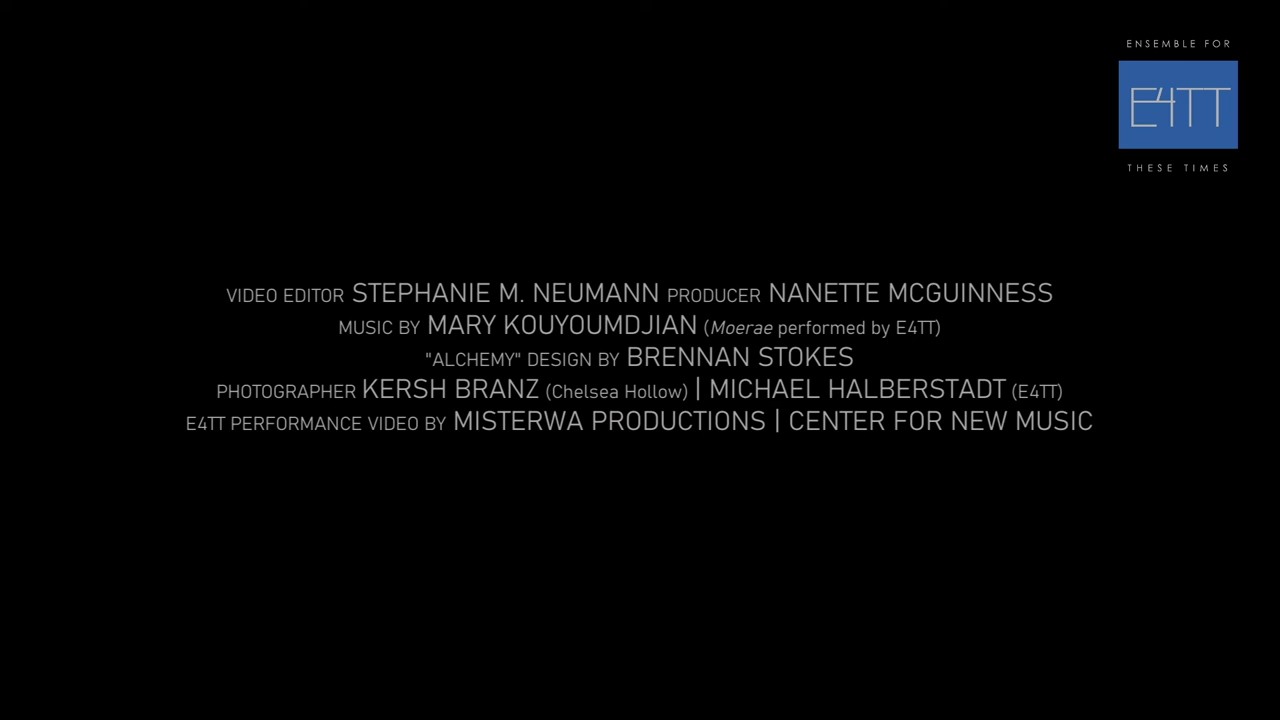 ENSEMBLE FOR
E4TT
THESE TIMES
VIDEO EDITOR STEPHANIE M. NEUMANN PRODUCER NANETTE MCGUINNESS
MUSIC BY MARY KOUYOUMDJIAN (Moerae performed by E4TT)
"ALCHEMY" DESIGN BY BRENNAN STOKES
PHOTOGRAPHER KERSH BRANZ (Chelsea Hollow) | MICHAEL HALBERSTADT (E4TT)
E4TT PERFORMANCE VIDEO BY MISTERWA PRODUCTIONS | CENTER FOR NEW MUSIC